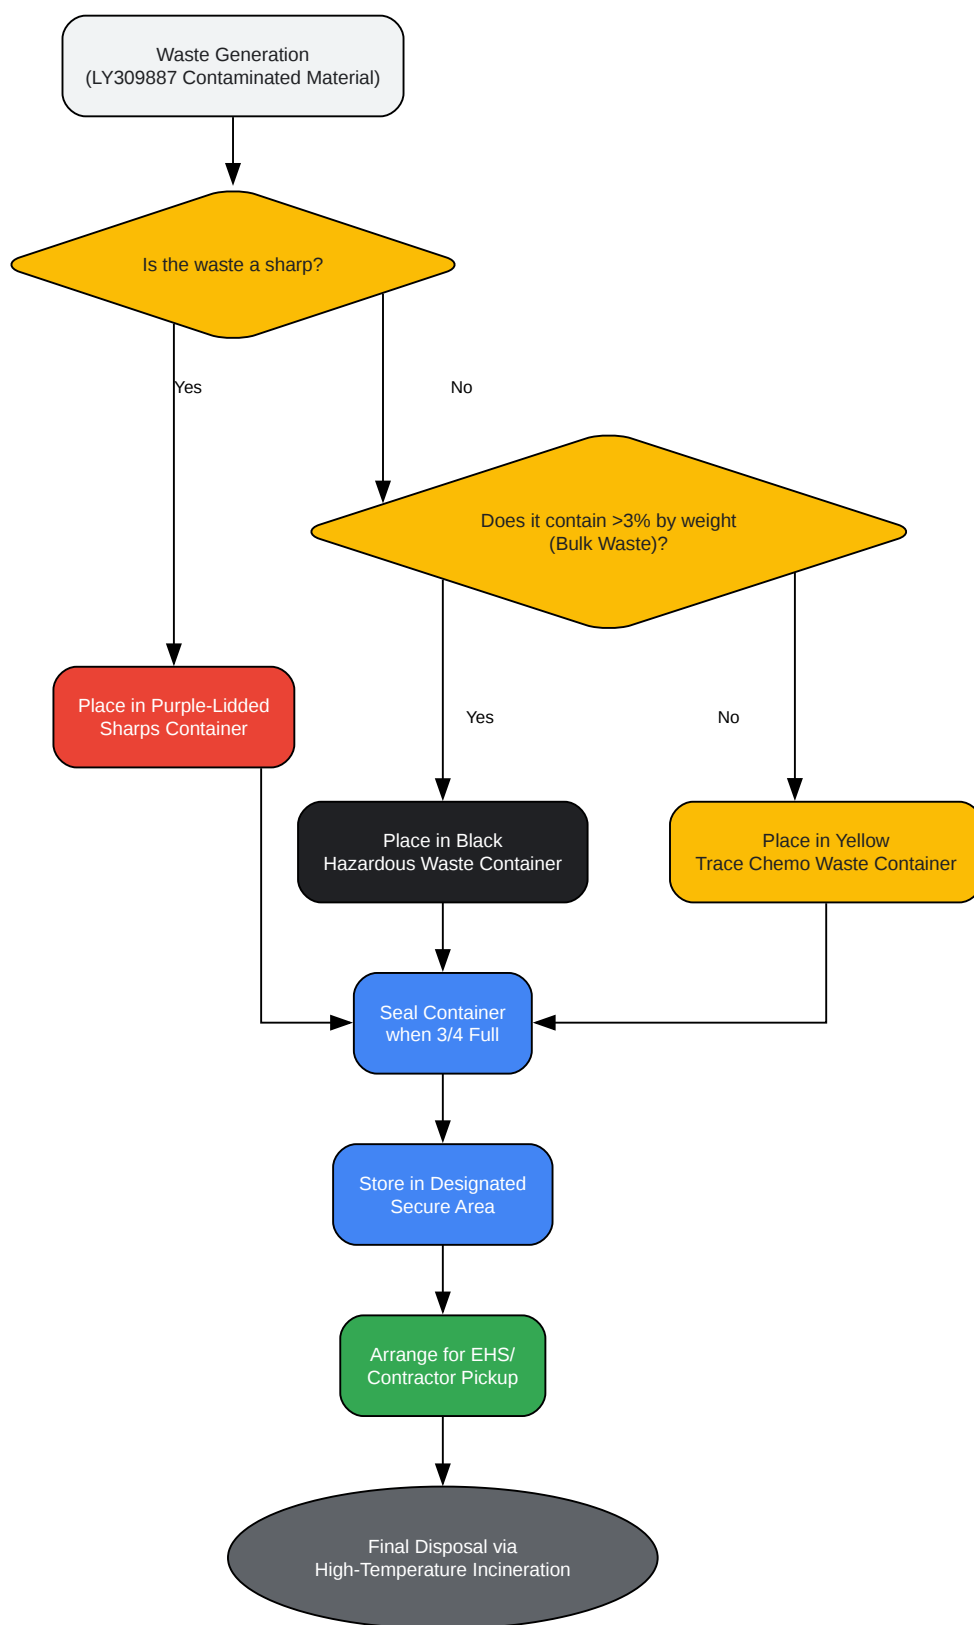 Waste Generation
(LY309887 Contaminated Material)
Is the waste a sharp?
Yes
No
Does it contain >3% by weight
(Bulk Waste)?
Place in Purple-Lidded
Sharps Container
Yes
No
Place in Black
Hazardous Waste Container
Place in Yellow
Trace Chemo Waste Container
Seal Container
when 3/4 Full
Store in Designated
Secure Area
Arrange for EHS/
Contractor Pickup
Final Disposal via
High-Temperature Incineration